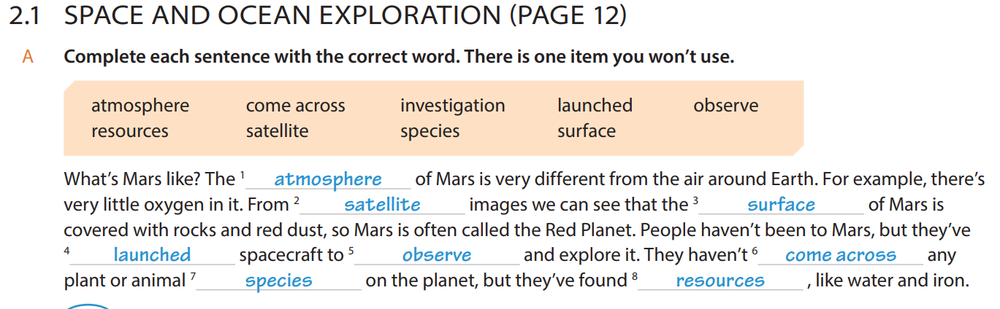 2.1 SPACE AND OCEAN EXPLORATION (PAGE 12)
A Complete each sentence with the correct word. There is one item you won’t use.
atmosphere come across investigation launched observe
resources satellite species surface
What’s Mars like? The 1 atmosphere of Mars is very different from the air around Earth. For example, there’s
very little oxygen in it. From 2 satellite images we can see that the 3 surface of Mars is
covered with rocks and red dust, so Mars is often called the Red Planet. People haven’t been to Mars, but they’ve
4 launched spacecraft to 5 observe and explore it. They haven’t 6 come across any
plant or animal 7 species on the planet, but they’ve found 8 resources , like water and iron.